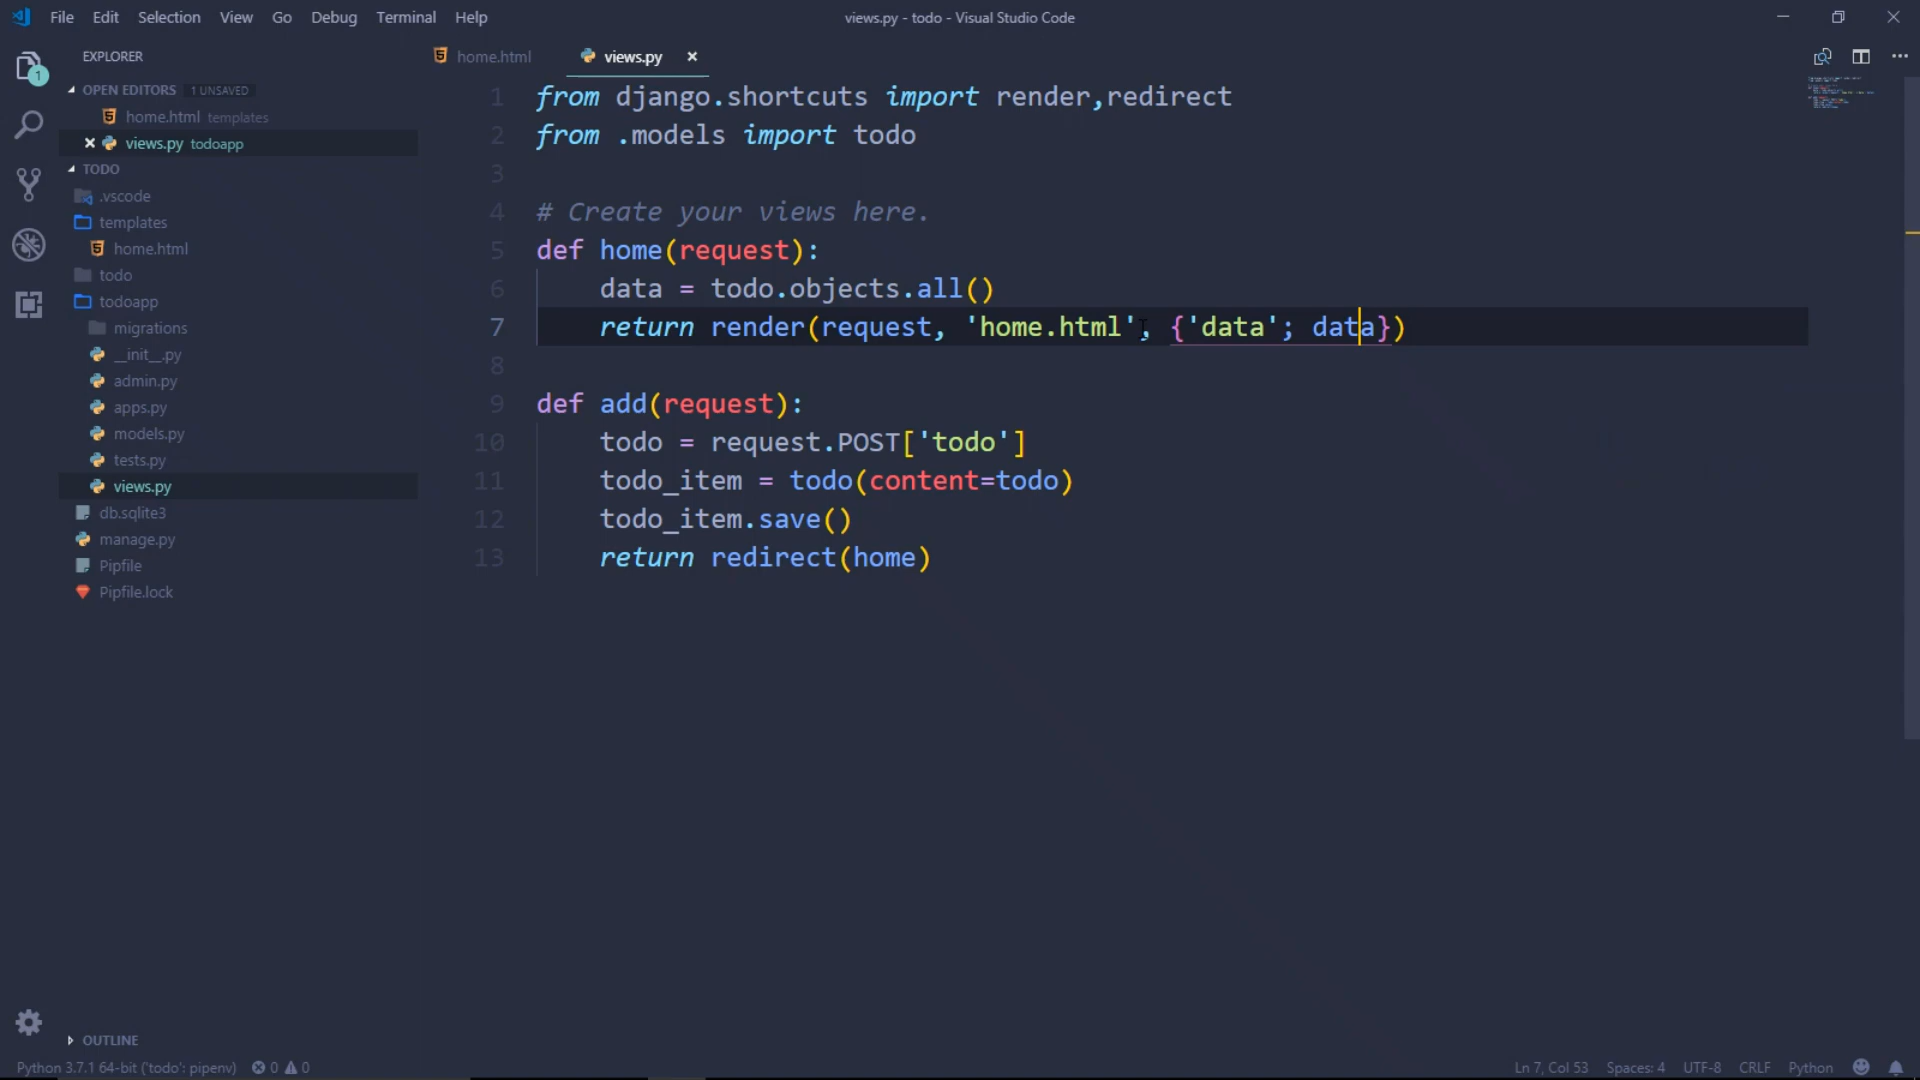 File Edit Selection View Go Debug Terminal Help
views.py - todo - Visual Studio Code
EXPLORER
1
OPEN EDITORS 1 UNSAVED
home.html templates
views.py todoapp
TODO
.vscode
templates
home.html
todo
todoapp
migrations
__init__.py
admin.py
apps.py
models.py
tests.py
views.py
db.sqlite3
manage.py
Pipfile
Pipfile.lock
OUTLINE
home.html views.py
1 from django.shortcuts import render,redirect
2 from .models import todo
3
4 # Create your views here.
5 def home(request):
6 data = todo.objects.all()
7 return render(request, 'home.html', {'data'; data})
8
9 def add(request):
10 todo = request.POST['todo']
11 todo_item = todo(content=todo)
12 todo_item.save()
13 return redirect(home)
Python 3.7.1 64-bit ('todo': pipenv) 0 0
Ln 7, Col 53 Spaces: 4 UTF-8 CRLF Python